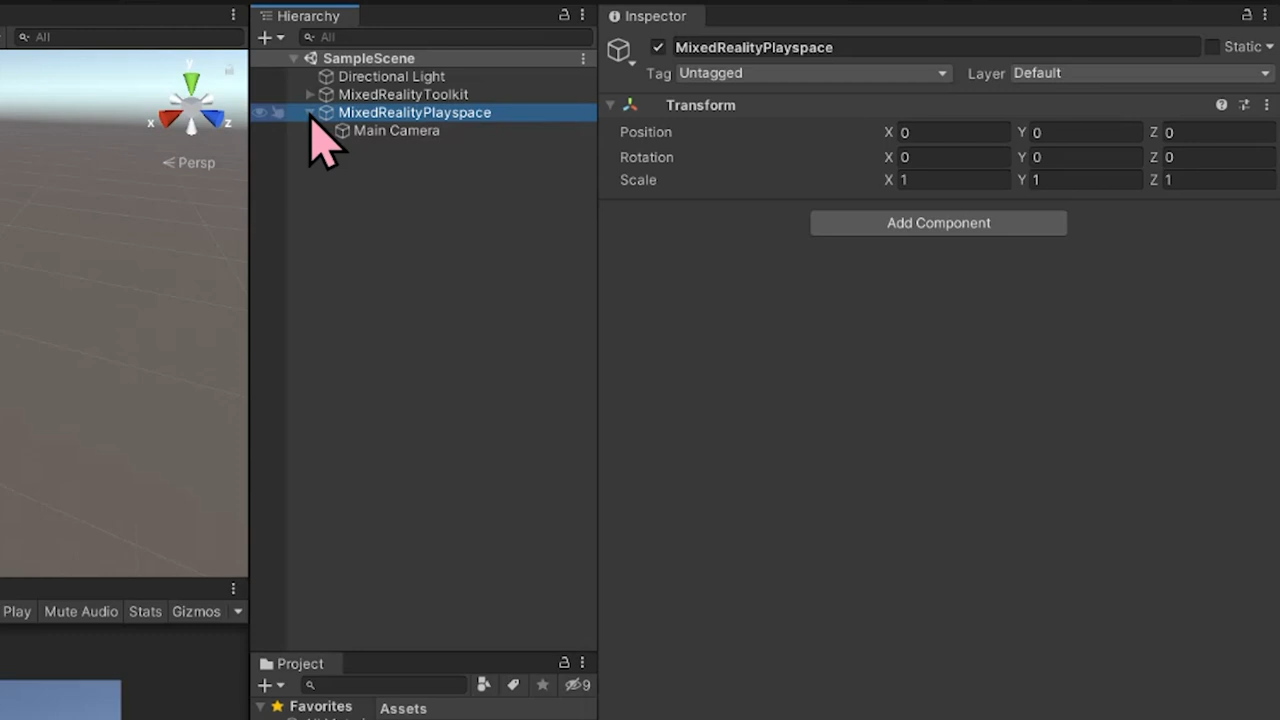 Hierarchy
All
All
SampleScene
Directional Light
MixedRealityToolkit
MixedRealityPlayspace
Main Camera
y
x
z
Persp
Play
Mute Audio
Stats
Gizmos
Inspector
MixedRealityPlayspace
Static
Tag
Untagged
Layer
Default
Transform
Position
X 0
Y 0
Z 0
Rotation
X 0
Y 0
Z 0
Scale
X 1
Y 1
Z 1
Add Component
Project
9
Favorites
Assets